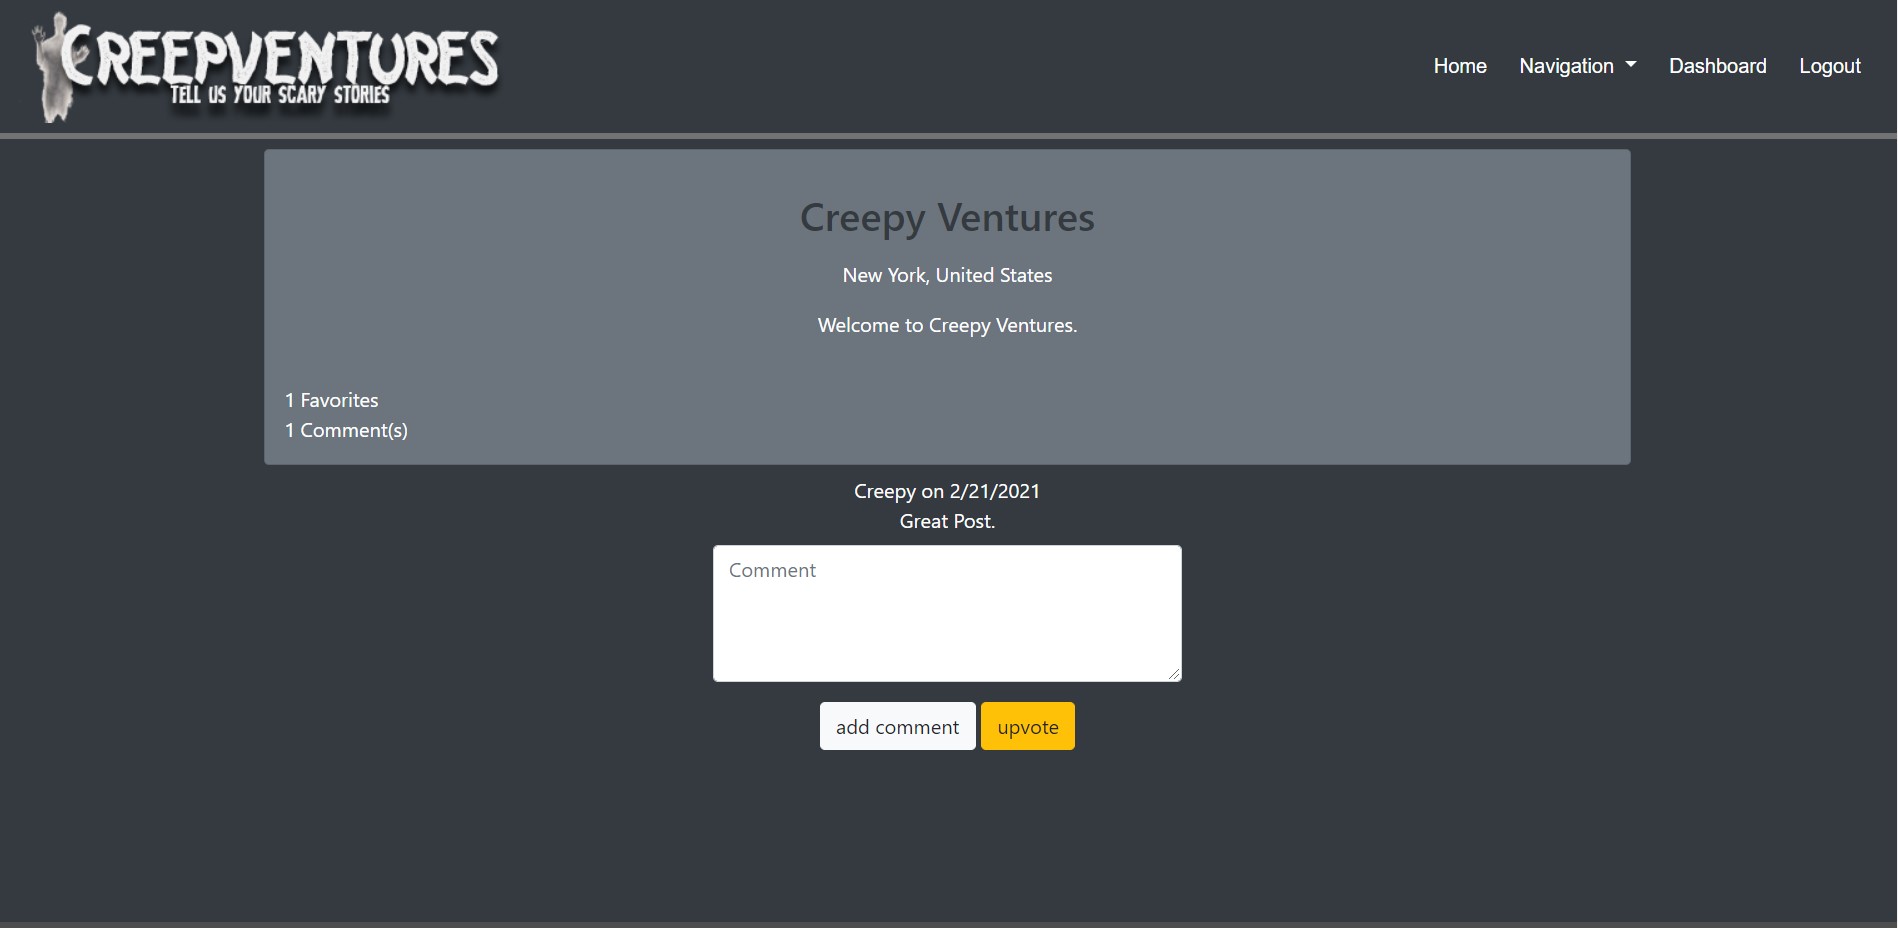 CREEPVENTURES
TELL US YOUR SCARY STORIES
Home Navigation Dashboard Logout
Creepy Ventures
New York, United States
Welcome to Creepy Ventures.
1 Favorites
1 Comment(s)
Creepy on 2/21/2021
Great Post.
Comment
add comment upvote